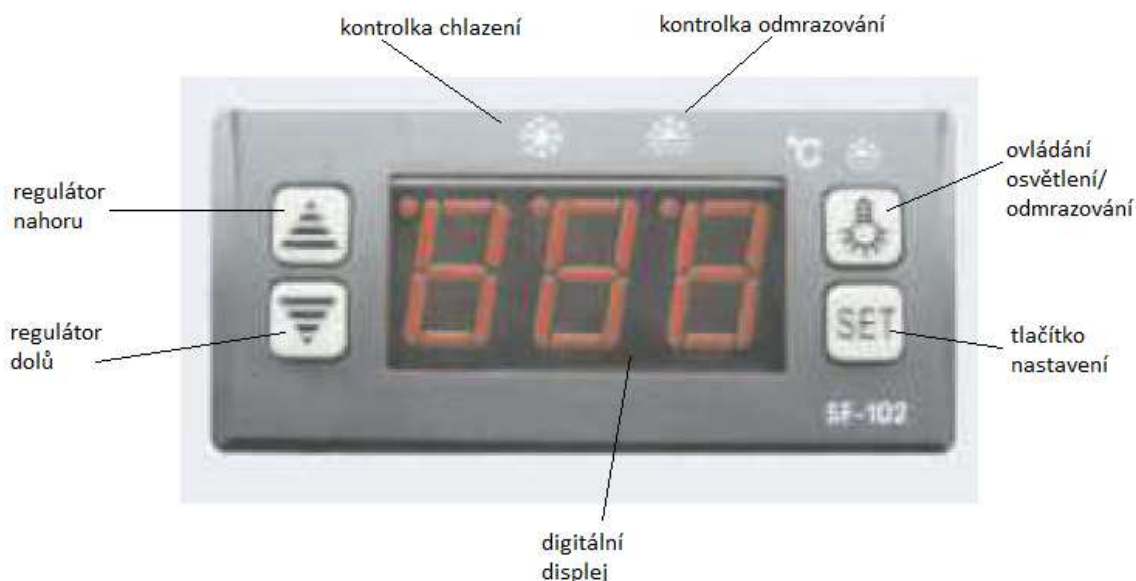 kontrolka chlazení
kontrolka odmrazování
°C
regulátor
nahoru
ovládání
osvětlení/
odmrazování
regulátor
dolů
SET
tlačítko
nastavení
SF-102
digitální
displej